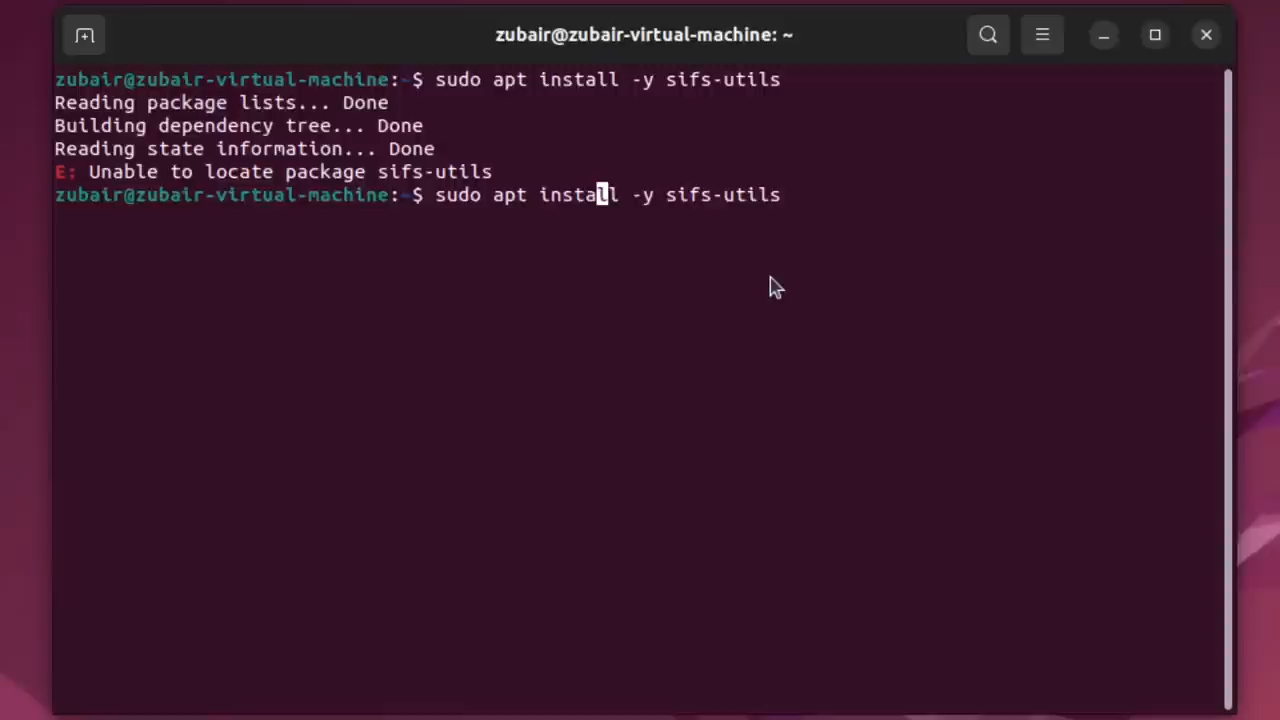 zubair@zubair-virtual-machine: ~
zubair@zubair-virtual-machine:~$ sudo apt install -y sifs-utils
Reading package lists... Done
Building dependency tree... Done
Reading state information... Done
E: Unable to locate package sifs-utils
zubair@zubair-virtual-machine:~$ sudo apt install -y sifs-utils